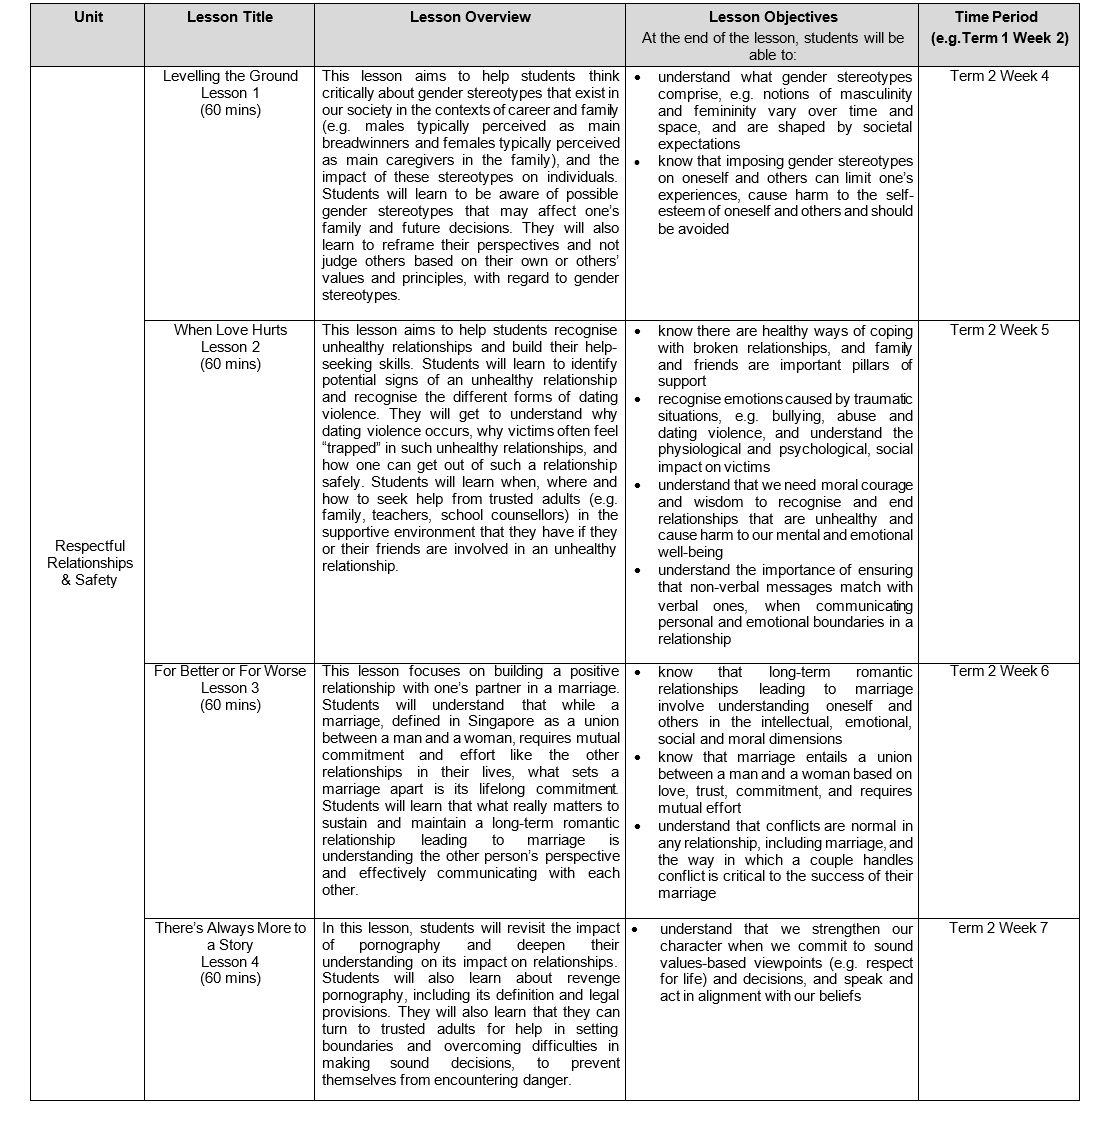 Unit
Lesson Title
Lesson Overview
Lesson Objectives
At the end of the lesson, students will be
able to:
Time Period
(e.g.Term 1 Week 2)
Respectful
Relationships
& Safety
Levelling the Ground
Lesson 1
(60 mins)
This lesson aims to help students think
critically about gender stereotypes that exist in
our society in the contexts of career and family
(e.g. males typically perceived as main
breadwinners and females typically perceived
as main caregivers in the family), and the
impact of these stereotypes on individuals.
Students will learn to be aware of possible
gender stereotypes that may affect one's
family and future decisions. They will also
learn to reframe their perspectives and not
judge others based on their own or others'
values and principles, with regard to gender
stereotypes.
• understand what gender stereotypes
comprise, e.g. notions of masculinity
and femininity vary over time and
space, and are shaped by societal
expectations
• know that imposing gender stereotypes
on oneself and others can limit one's
experiences, cause harm to the self-
esteem of oneself and others and should
be avoided
Term 2 Week 4
When Love Hurts
Lesson 2
(60 mins)
This lesson aims to help students recognise
unhealthy relationships and build their help-
seeking skills. Students will learn to identify
potential signs of an unhealthy relationship
and recognise the different forms of dating
violence. They will get to understand why
dating violence occurs, why victims often feel
“trapped” in such unhealthy relationships, and
how one can get out of such a relationship
safely. Students will learn when, where and
how to seek help from trusted adults (e.g.
family, teachers, school counsellors) in the
supportive environment that they have if they
or their friends are involved in an unhealthy
relationship.
• know there are healthy ways of coping
with broken relationships, and family
and friends are important pillars of
support
• recognise emotions caused by traumatic
situations, e.g. bullying, abuse and
dating violence, and understand the
physiological and psychological, social
impact on victims
• understand that we need moral courage
and wisdom to recognise and end
relationships that are unhealthy and
cause harm to our mental and emotional
well-being
• understand the importance of ensuring
that non-verbal messages match with
verbal ones, when communicating
personal and emotional boundaries in a
relationship
Term 2 Week 5
For Better or For Worse
Lesson 3
(60 mins)
This lesson focuses on building a positive
relationship with one's partner in a marriage.
Students will understand that while a
marriage, defined in Singapore as a union
between a man and a woman, requires mutual
commitment and effort like the other
relationships in their lives, what sets a
marriage apart is its lifelong commitment.
Students will learn that what really matters to
sustain and maintain a long-term romantic
relationship leading to marriage is
understanding the other person's perspective
and effectively communicating with each
other.
• know that long-term romantic
relationships leading to marriage
involve understanding oneself and
others in the intellectual, emotional,
social and moral dimensions
• know that marriage entails a union
between a man and a woman based on
love, trust, commitment, and requires
mutual effort
• understand that conflicts are normal in
any relationship, including marriage, and
the way in which a couple handles
conflict is critical to the success of their
marriage
Term 2 Week 6
There's Always More to
a Story
Lesson 4
(60 mins)
In this lesson, students will revisit the impact
of pornography and deepen their
understanding on its impact on relationships.
Students will also learn about revenge
pornography, including its definition and legal
provisions. They will also learn that they can
turn to trusted adults for help in setting
boundaries and overcoming difficulties in
making sound decisions, to prevent
themselves from encountering danger.
• understand that we strengthen our
character when we commit to sound
values-based viewpoints (e.g. respect
for life) and decisions, and speak and
act in alignment with our beliefs
Term 2 Week 7